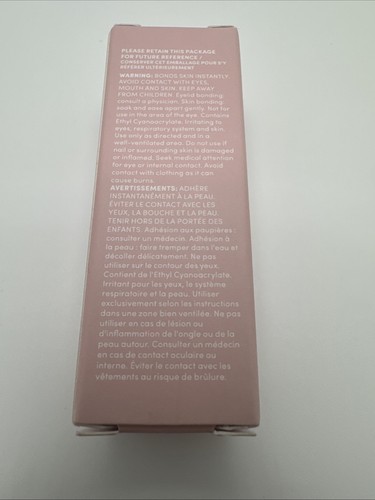 PLEASE RETAIN THIS PACKAGE
FOR FUTURE REFERENCE /
CONSERVER CET EMBALLAGE POUR S'Y
RÉFÉRER ULTÉRIEUREMENT
WARNING: BONDS SKIN INSTANTLY.
AVOID CONTACT WITH EYES,
MOUTH AND SKIN. KEEP AWAY
FROM CHILDREN. Eyelid bonding:
consult a physician. Skin bonding:
soak and ease apart gently. Not for
use in the area of the eye. Contains
Ethyl Cyanoacrylate. Irritating to
eyes, respiratory system and skin.
Use only as directed and in a
well-ventilated area. Do not use if
nail or surrounding skin is damaged
or inflamed. Seek medical attention
for eye or internal contact. Avoid
contact with clothing as it can
cause burns.
AVERTISSEMENTS: ADHÈRE
INSTANTANÉMENT À LA PEAU.
ÉVITER LE CONTACT AVEC LES
YEUX, LA BOUCHE ET LA PEAU.
TENIR HORS DE LA PORTÉE DES
ENFANTS. Adhésion aux paupières :
consulter un médecin. Adhésion à
la peau : faire tremper dans l'eau et
décoller délicatement. Ne pas
utiliser sur le contour des yeux.
Contient de l'Ethyl Cyanoacrylate.
Irritant pour les yeux, le système
respiratoire et la peau. Utiliser
exclusivement selon les instructions
dans une zone bien ventilée. Ne pas
utiliser en cas de lésion ou
d'inflammation de l'ongle ou de la
peau autour. Consulter un médecin
en cas de contact oculaire ou
interne. Éviter le contact avec les
vêtements au risque de brûlure.